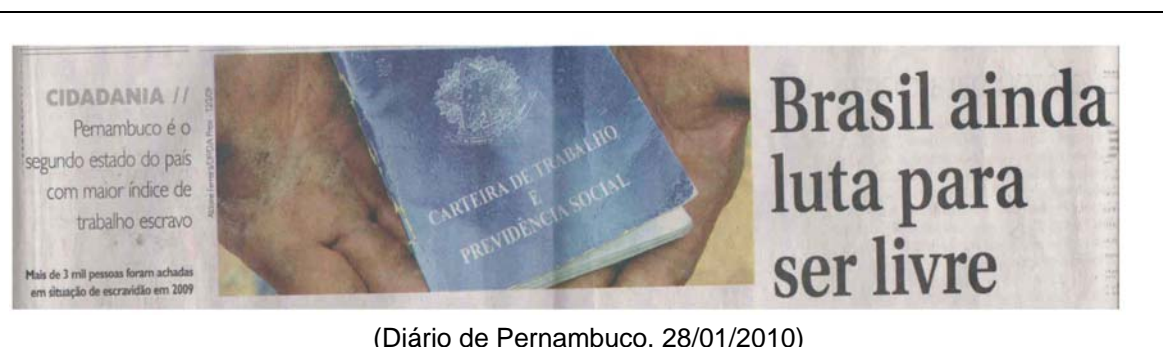 CIDADANIA //
Pernambuco é o
segundo estado do país
com maior índice de
trabalho escravo
Mais de 3 mil pessoas foram achadas
em situação de escravidão em 2009
CARTEIRA DE TRABALHO
E
PREVIDÊNCIA SOCIAL
Brasil ainda
luta para
ser livre
(Diário de Pernambuco, 28/01/2010)